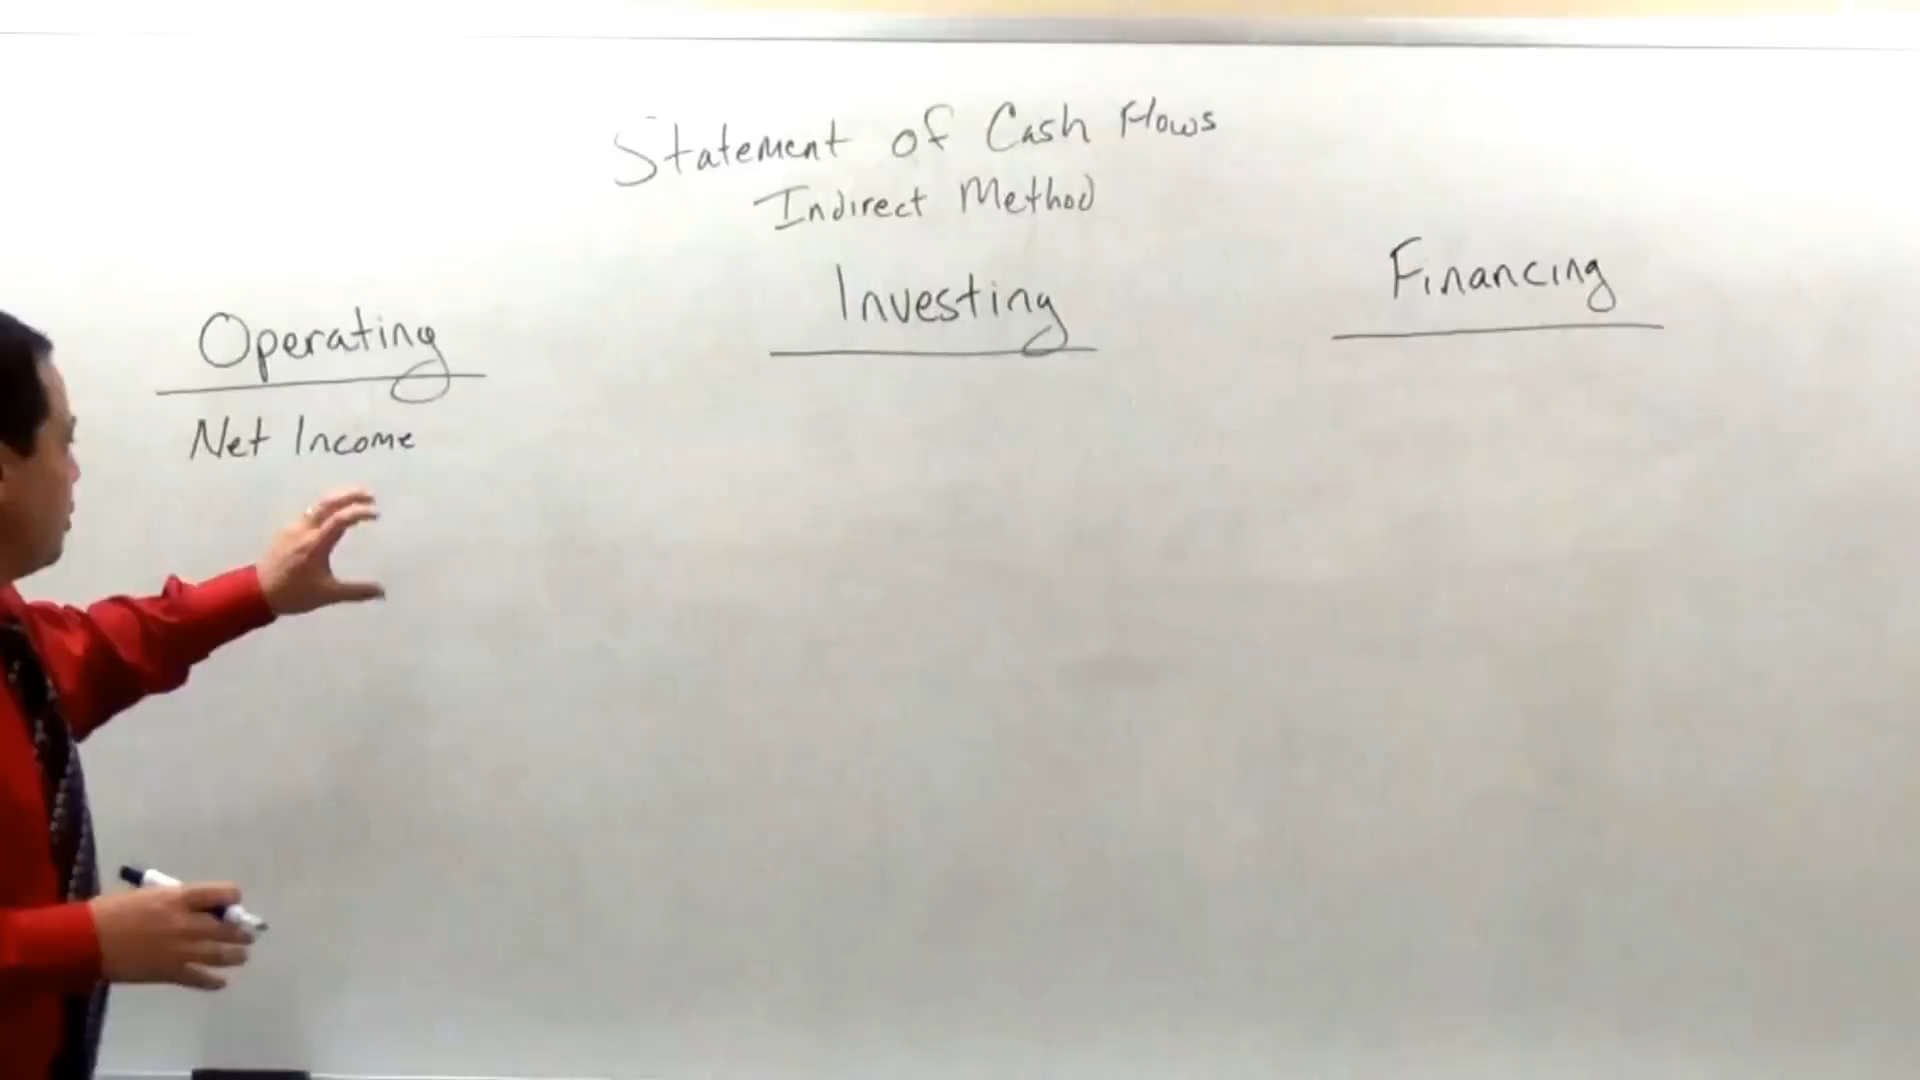 Statement of Cash Flows
Indirect Method
Operating
Investing
Financing
Net Income